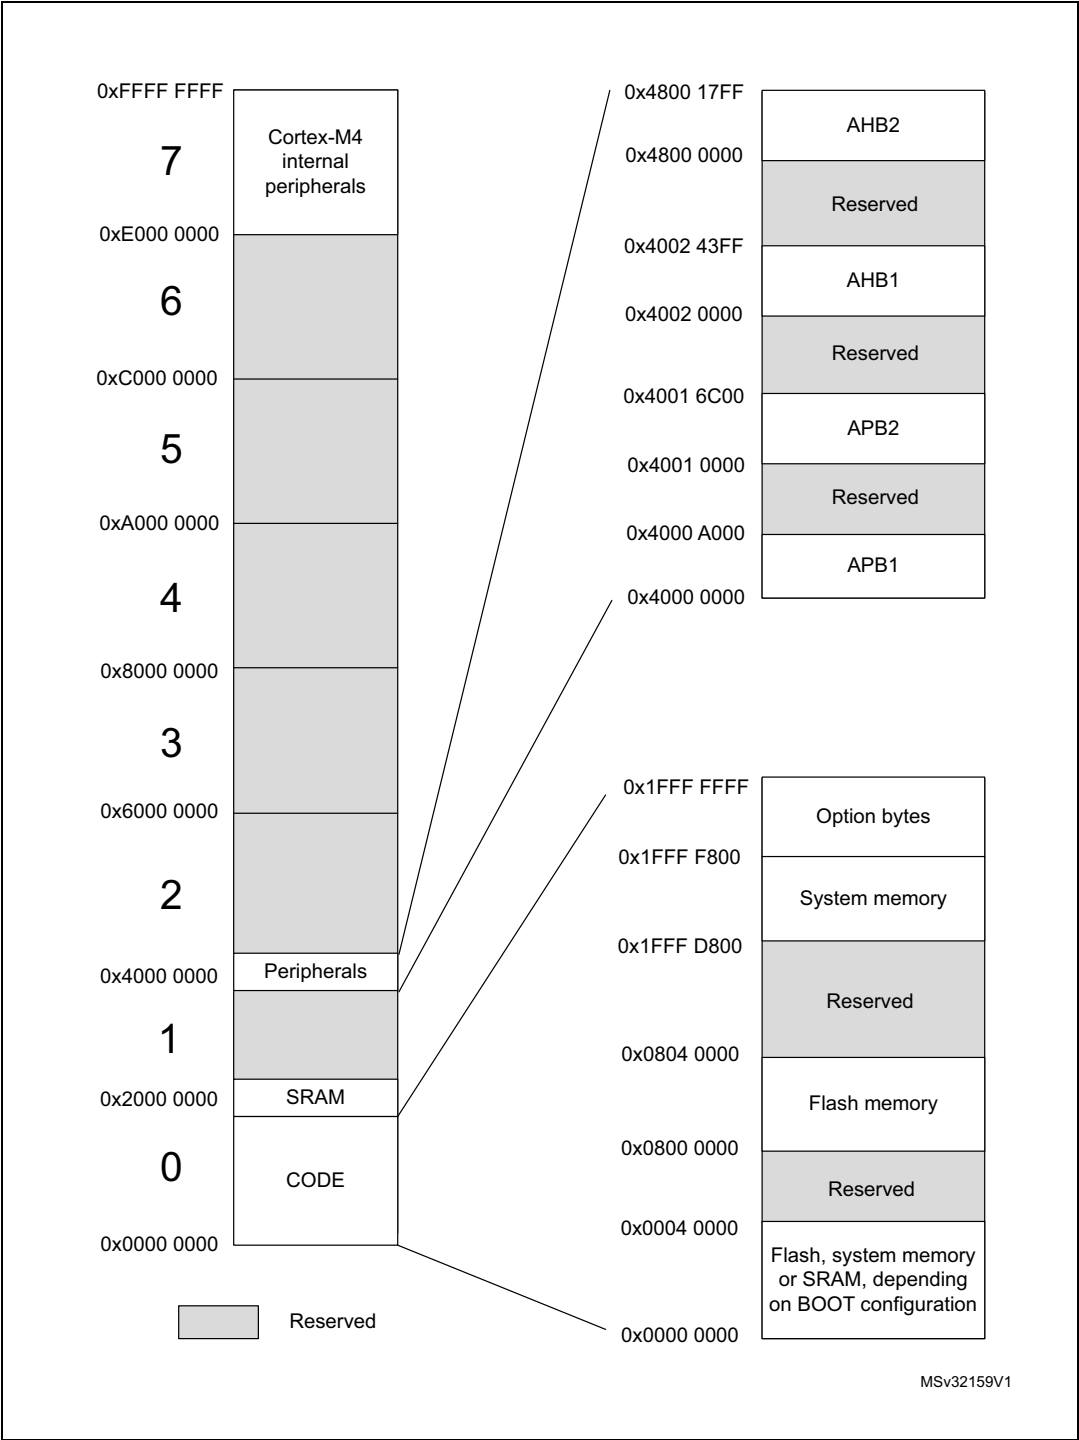 0xFFFF FFFF
7
Cortex-M4
internal
peripherals
0xE000 0000
6
0xC000 0000
5
0xA000 0000
4
0x8000 0000
3
0x6000 0000
2
0x4000 0000
Peripherals
1
0x2000 0000
SRAM
0
CODE
0x0000 0000
Reserved
0x4800 17FF
AHB2
0x4800 0000
Reserved
0x4002 43FF
AHB1
0x4002 0000
Reserved
0x4001 6C00
APB2
0x4001 0000
Reserved
0x4000 A000
APB1
0x4000 0000
0x1FFF FFFF
Option bytes
0x1FFF F800
System memory
0x1FFF D800
Reserved
0x0804 0000
Flash memory
0x0800 0000
Reserved
0x0004 0000
Flash, system memory
or SRAM, depending
on BOOT configuration
0x0000 0000
MSv32159V1